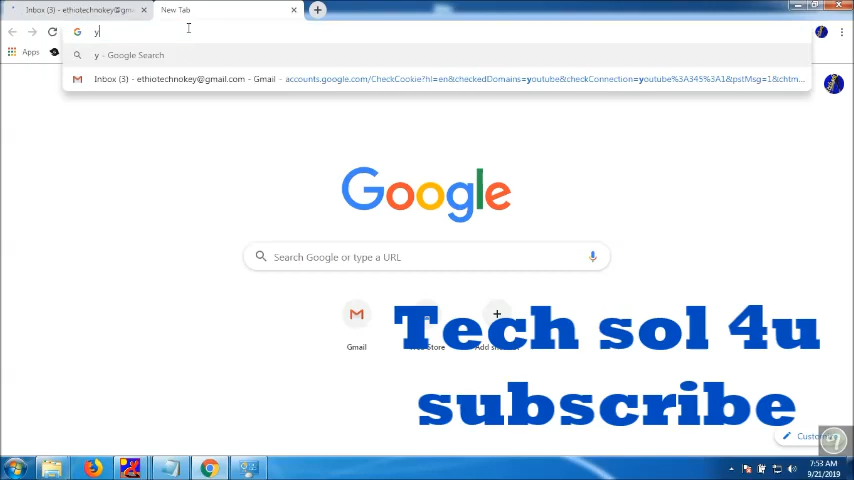 Inbox (3) - ethiotechnokey@gma
New Tab
y
Apps
y - Google Search
Inbox (3) - ethiotechnokey@gmail.com - Gmail - accounts.google.com/CheckCookie?hl=en&checkedDomains=youtube&checkConnection=youtube%3A345%3A1&pstMsg=1&chtm...
Google
Search Google or type a URL
Gmail
Store
Tech sol 4u
subscribe
7:53 AM
9/21/2019